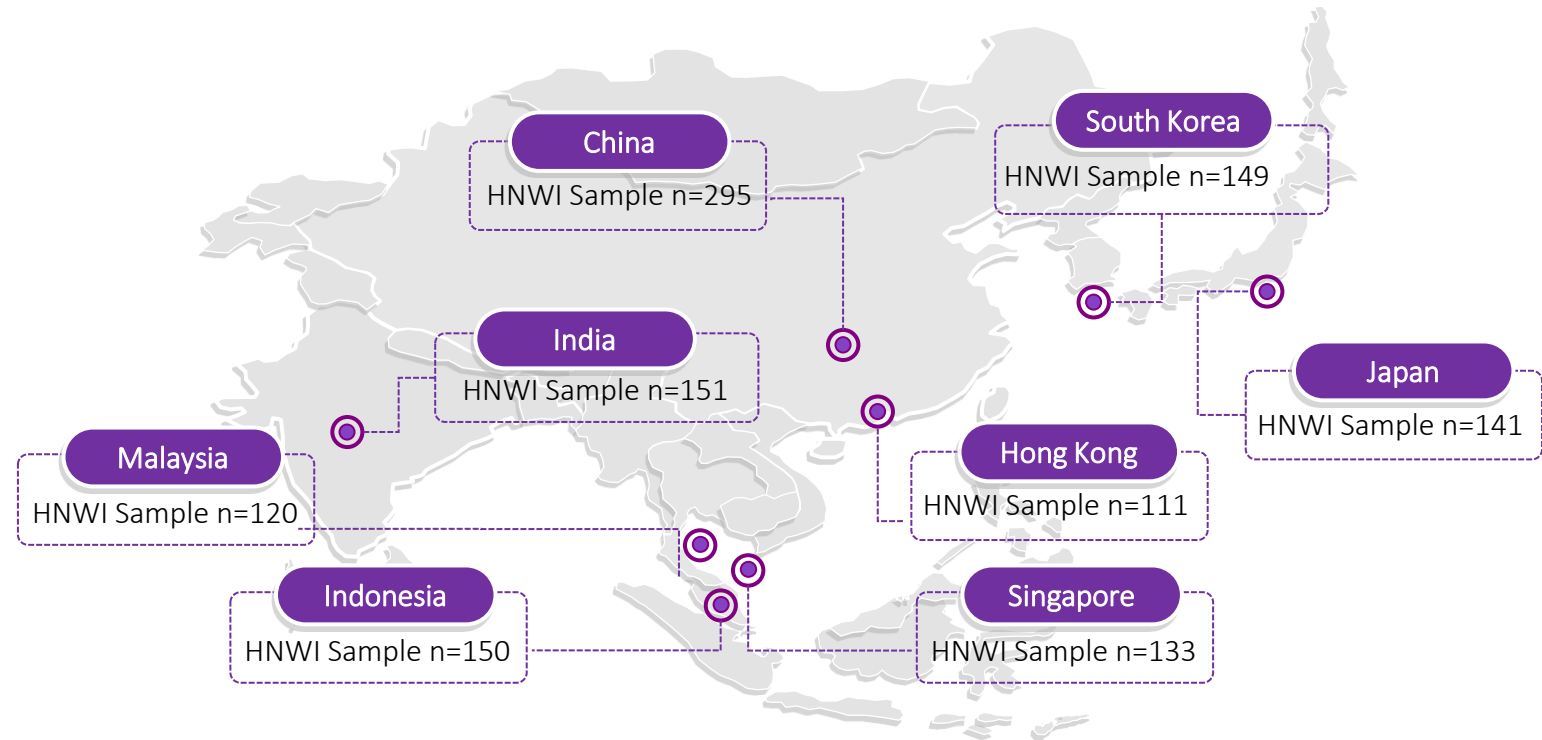 China
HNWI Sample n=295
South Korea
HNWI Sample n=149
India
HNWI Sample n=151
Japan
HNWI Sample n=141
Malaysia
HNWI Sample n=120
Hong Kong
HNWI Sample n=111
Indonesia
HNWI Sample n=150
Singapore
HNWI Sample n=133